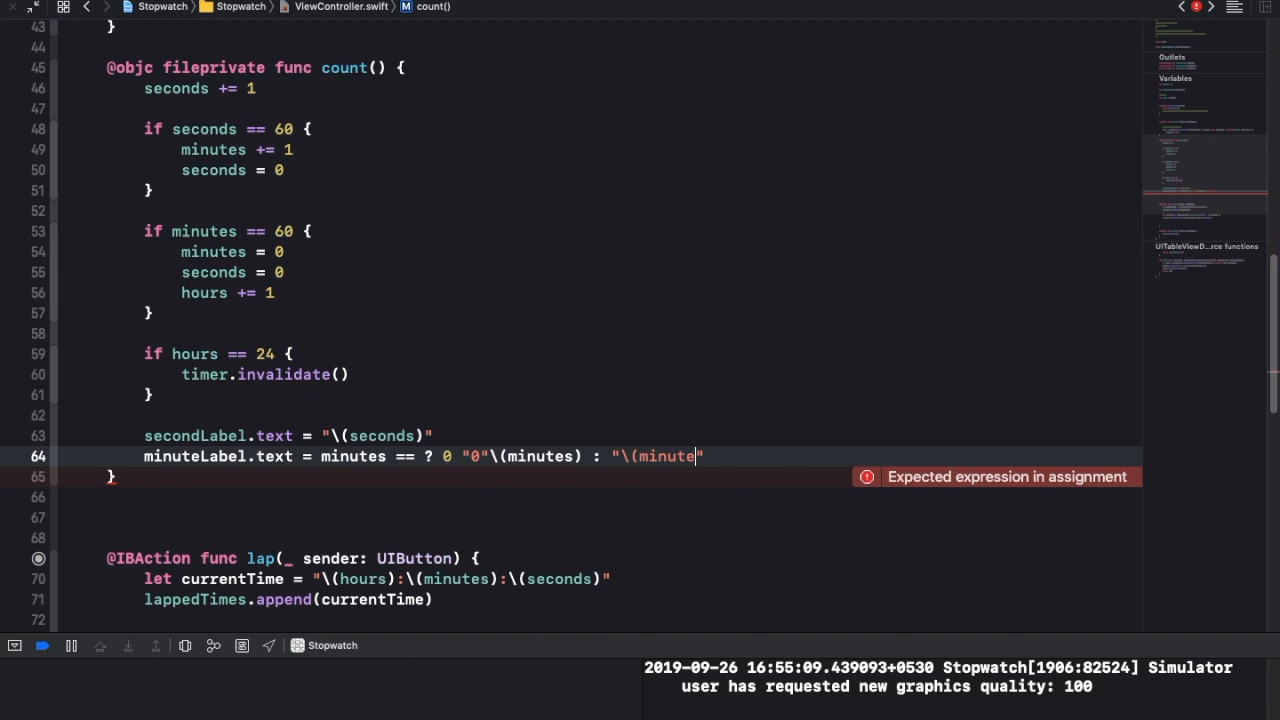 Stopwatch Stopwatch ViewController.swift M count()
43 }
44
45 @objc fileprivate func count() {
46 seconds += 1
47
48 if seconds == 60 {
49 minutes += 1
50 seconds = 0
51 }
52
53 if minutes == 60 {
54 minutes = 0
55 seconds = 0
56 hours += 1
57 }
58
59 if hours == 24 {
60 timer.invalidate()
61 }
62
63 secondLabel.text = "\(seconds)"
64 minuteLabel.text = minutes == ? 0 "0"\(minutes) : "\(minute"
65 } Expected expression in assignment
66
67
68
@IBAction func lap(_ sender: UIButton) {
70 let currentTime = "\(hours):\(minutes):\(seconds)"
71 lappedTimes.append(currentTime)
72
Outlets
Variables
UITableViewD...rce functions
Stopwatch
2019-09-26 16:55:09.439093+0530 Stopwatch[1906:82524] Simulator
user has requested new graphics quality: 100